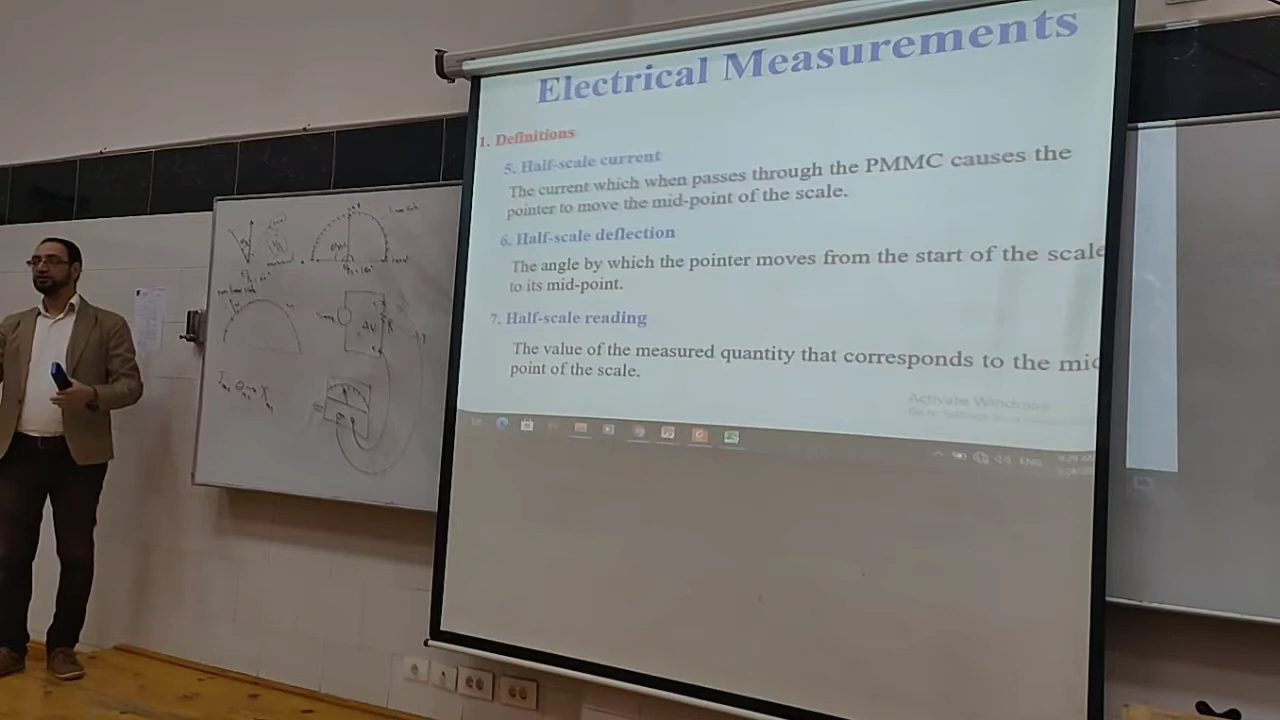 Electrical Measurements
1. Definitions
5. Half-scale current
The current which when passes through the PMMC causes the
pointer to move the mid-point of the scale.
6. Half-scale deflection
The angle by which the pointer moves from the start of the scale
to its mid-point.
7. Half-scale reading
The value of the measured quantity that corresponds to the mid
point of the scale.
Activate Windows
ENG